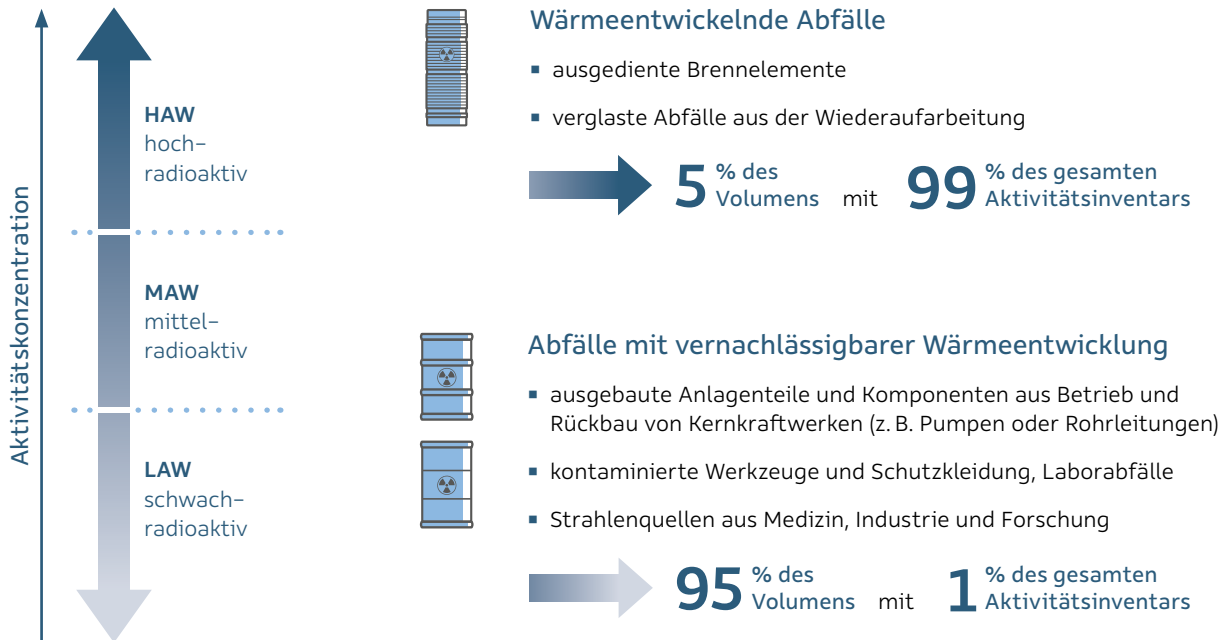 Aktivitätskonzentration
HAW
hoch-
radioaktiv
MAW
mittel-
radioaktiv
LAW
schwach-
radioaktiv
Wärmeentwickelnde Abfälle
▪ ausgediente Brennelemente
▪ verglaste Abfälle aus der Wiederaufarbeitung
5 % des Volumens mit 99 % des gesamten Aktivitätsinventars
Abfälle mit vernachlässigbarer Wärmeentwicklung
▪ ausgebaute Anlagenteile und Komponenten aus Betrieb und
Rückbau von Kernkraftwerken (z. B. Pumpen oder Rohrleitungen)
▪ kontaminierte Werkzeuge und Schutzkleidung, Laborabfälle
▪ Strahlenquellen aus Medizin, Industrie und Forschung
95 % des Volumens mit 1 % des gesamten Aktivitätsinventars